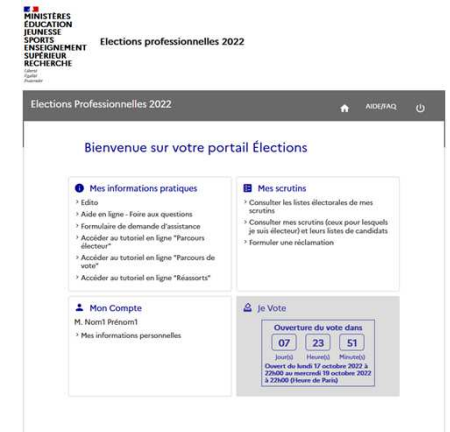 MINISTÈRES
ÉDUCATION
JEUNESSE
SPORTS
ENSEIGNEMENT
SUPÉRIEUR
RECHERCHE
Liberté
Égalité
Fraternité
Elections professionnelles 2022
Elections Professionnelles 2022
AIDE/FAQ
Bienvenue sur votre portail Élections
Mes informations pratiques
> Edito
> Aide en ligne - Foire aux questions
> Formulaire de demande d'assistance
> Accéder au tutoriel en ligne "Parcours
électeur"
> Accéder au tutoriel en ligne "Parcours de
vote"
> Accéder au tutoriel en ligne "Réassorts"
Mes scrutins
> Consulter les listes électorales de mes
scrutins
> Consulter mes scrutins (ceux pour lesquels
je suis électeur) et leurs listes de candidats
> Formuler une réclamation
Mon Compte
M. Nom1 Prénom1
> Mes informations personnelles
Je Vote
Ouverture du vote dans
07 23 51
Jour(s) Heure(s) Minute(s)
Ouvert du lundi 17 octobre 2022 à
22h00 au mercredi 19 octobre 2022
à 22h00 (Heure de Paris)